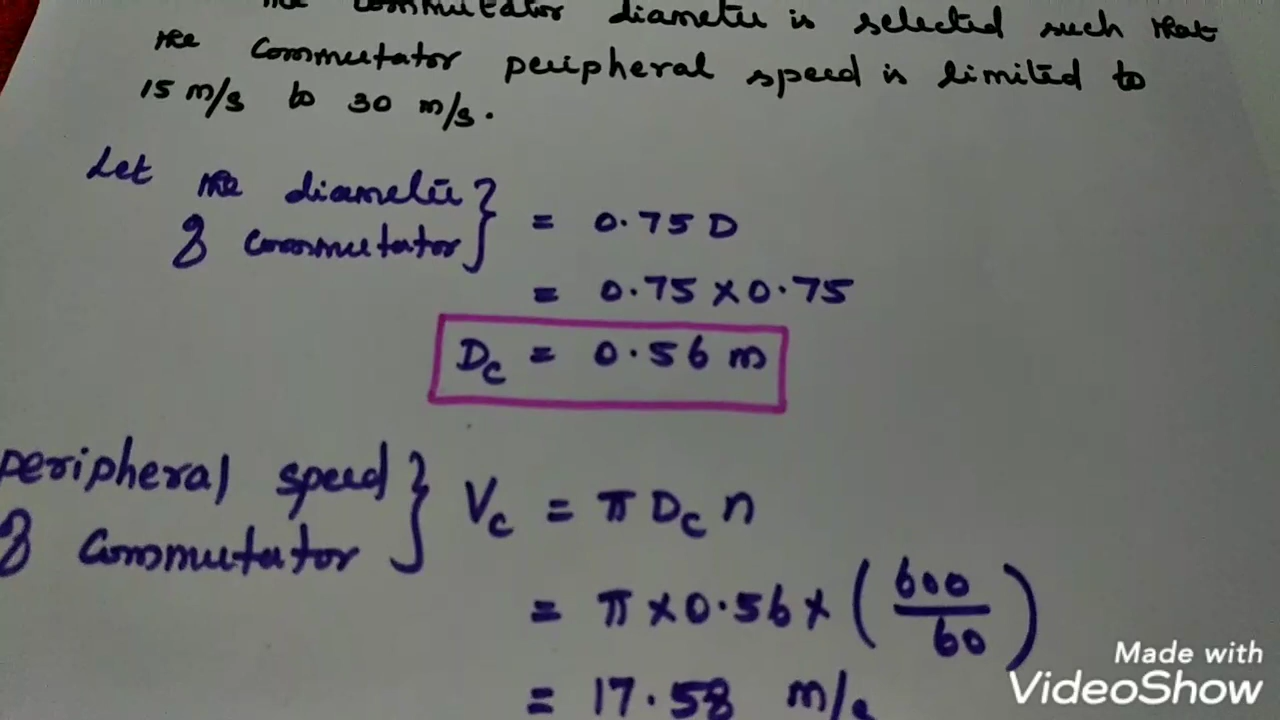 The commutator diameter is selected such that
the commutator peripheral speed is limited to
15 m/s to 30 m/s.
Let the diameter
of commutator } = 0.75 D
= 0.75 × 0.75
Dc = 0.56 m
peripheral speed
of commutator } Vc = π Dc n
= π × 0.56 × (600/60)
= 17.58 m/s
Made with
VideoShow